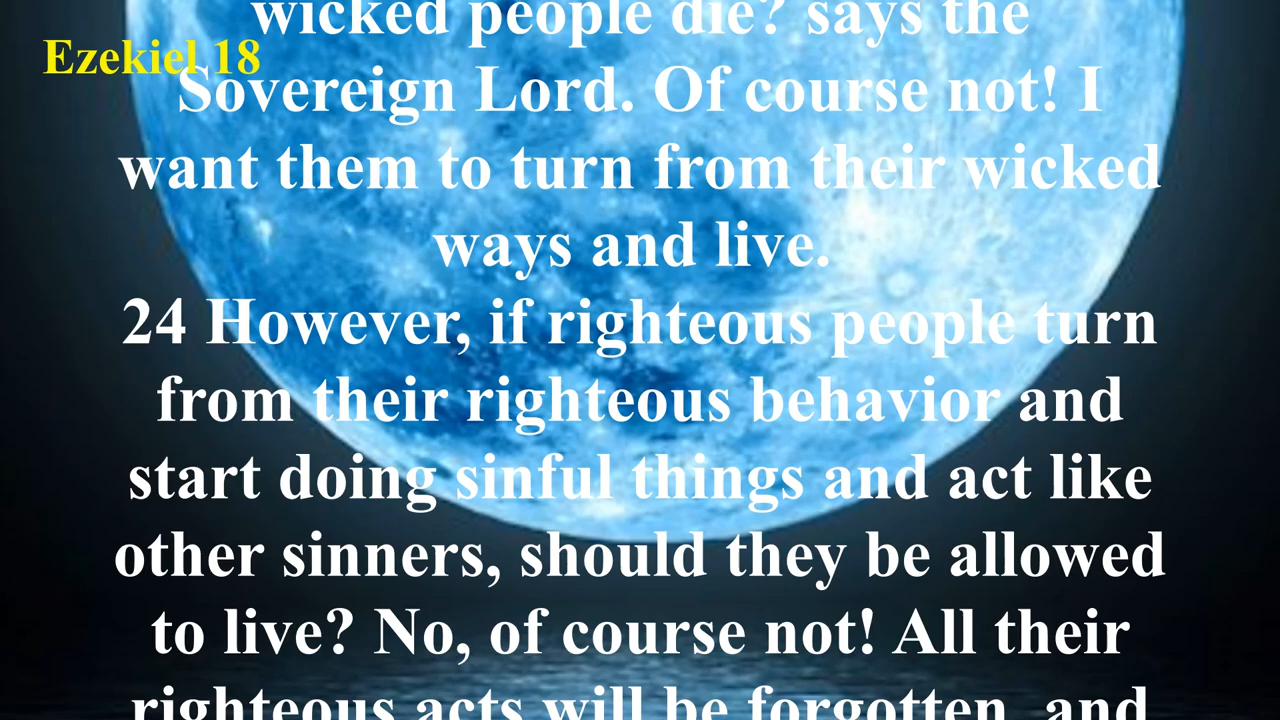 wicked people die? says the
Ezekiel 18
Sovereign Lord. Of course not! I
want them to turn from their wicked
ways and live.
24 However, if righteous people turn
from their righteous behavior and
start doing sinful things and act like
other sinners, should they be allowed
to live? No, of course not! All their
righteous acts will be forgotten, and